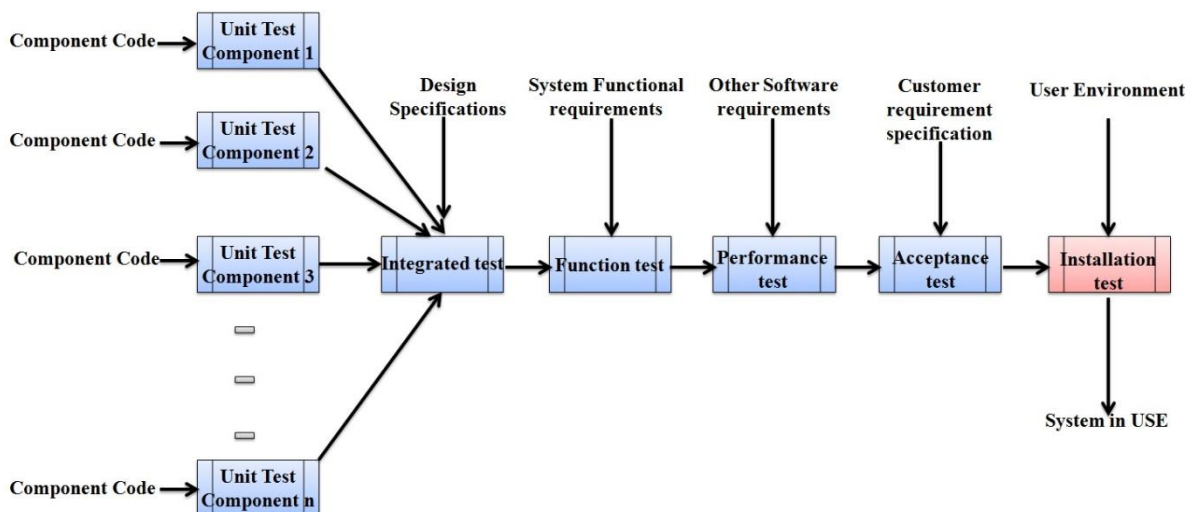 Component Code
Unit Test
Component 1
Component Code
Unit Test
Component 2
Design
Specifications
System Functional
requirements
Other Software
requirements
Customer
requirement
specification
User Environment
Component Code
Unit Test
Component 3
Integrated test
Function test
Performance
test
Acceptance
test
Installation
test
System in USE
Component Code
Unit Test
Component n